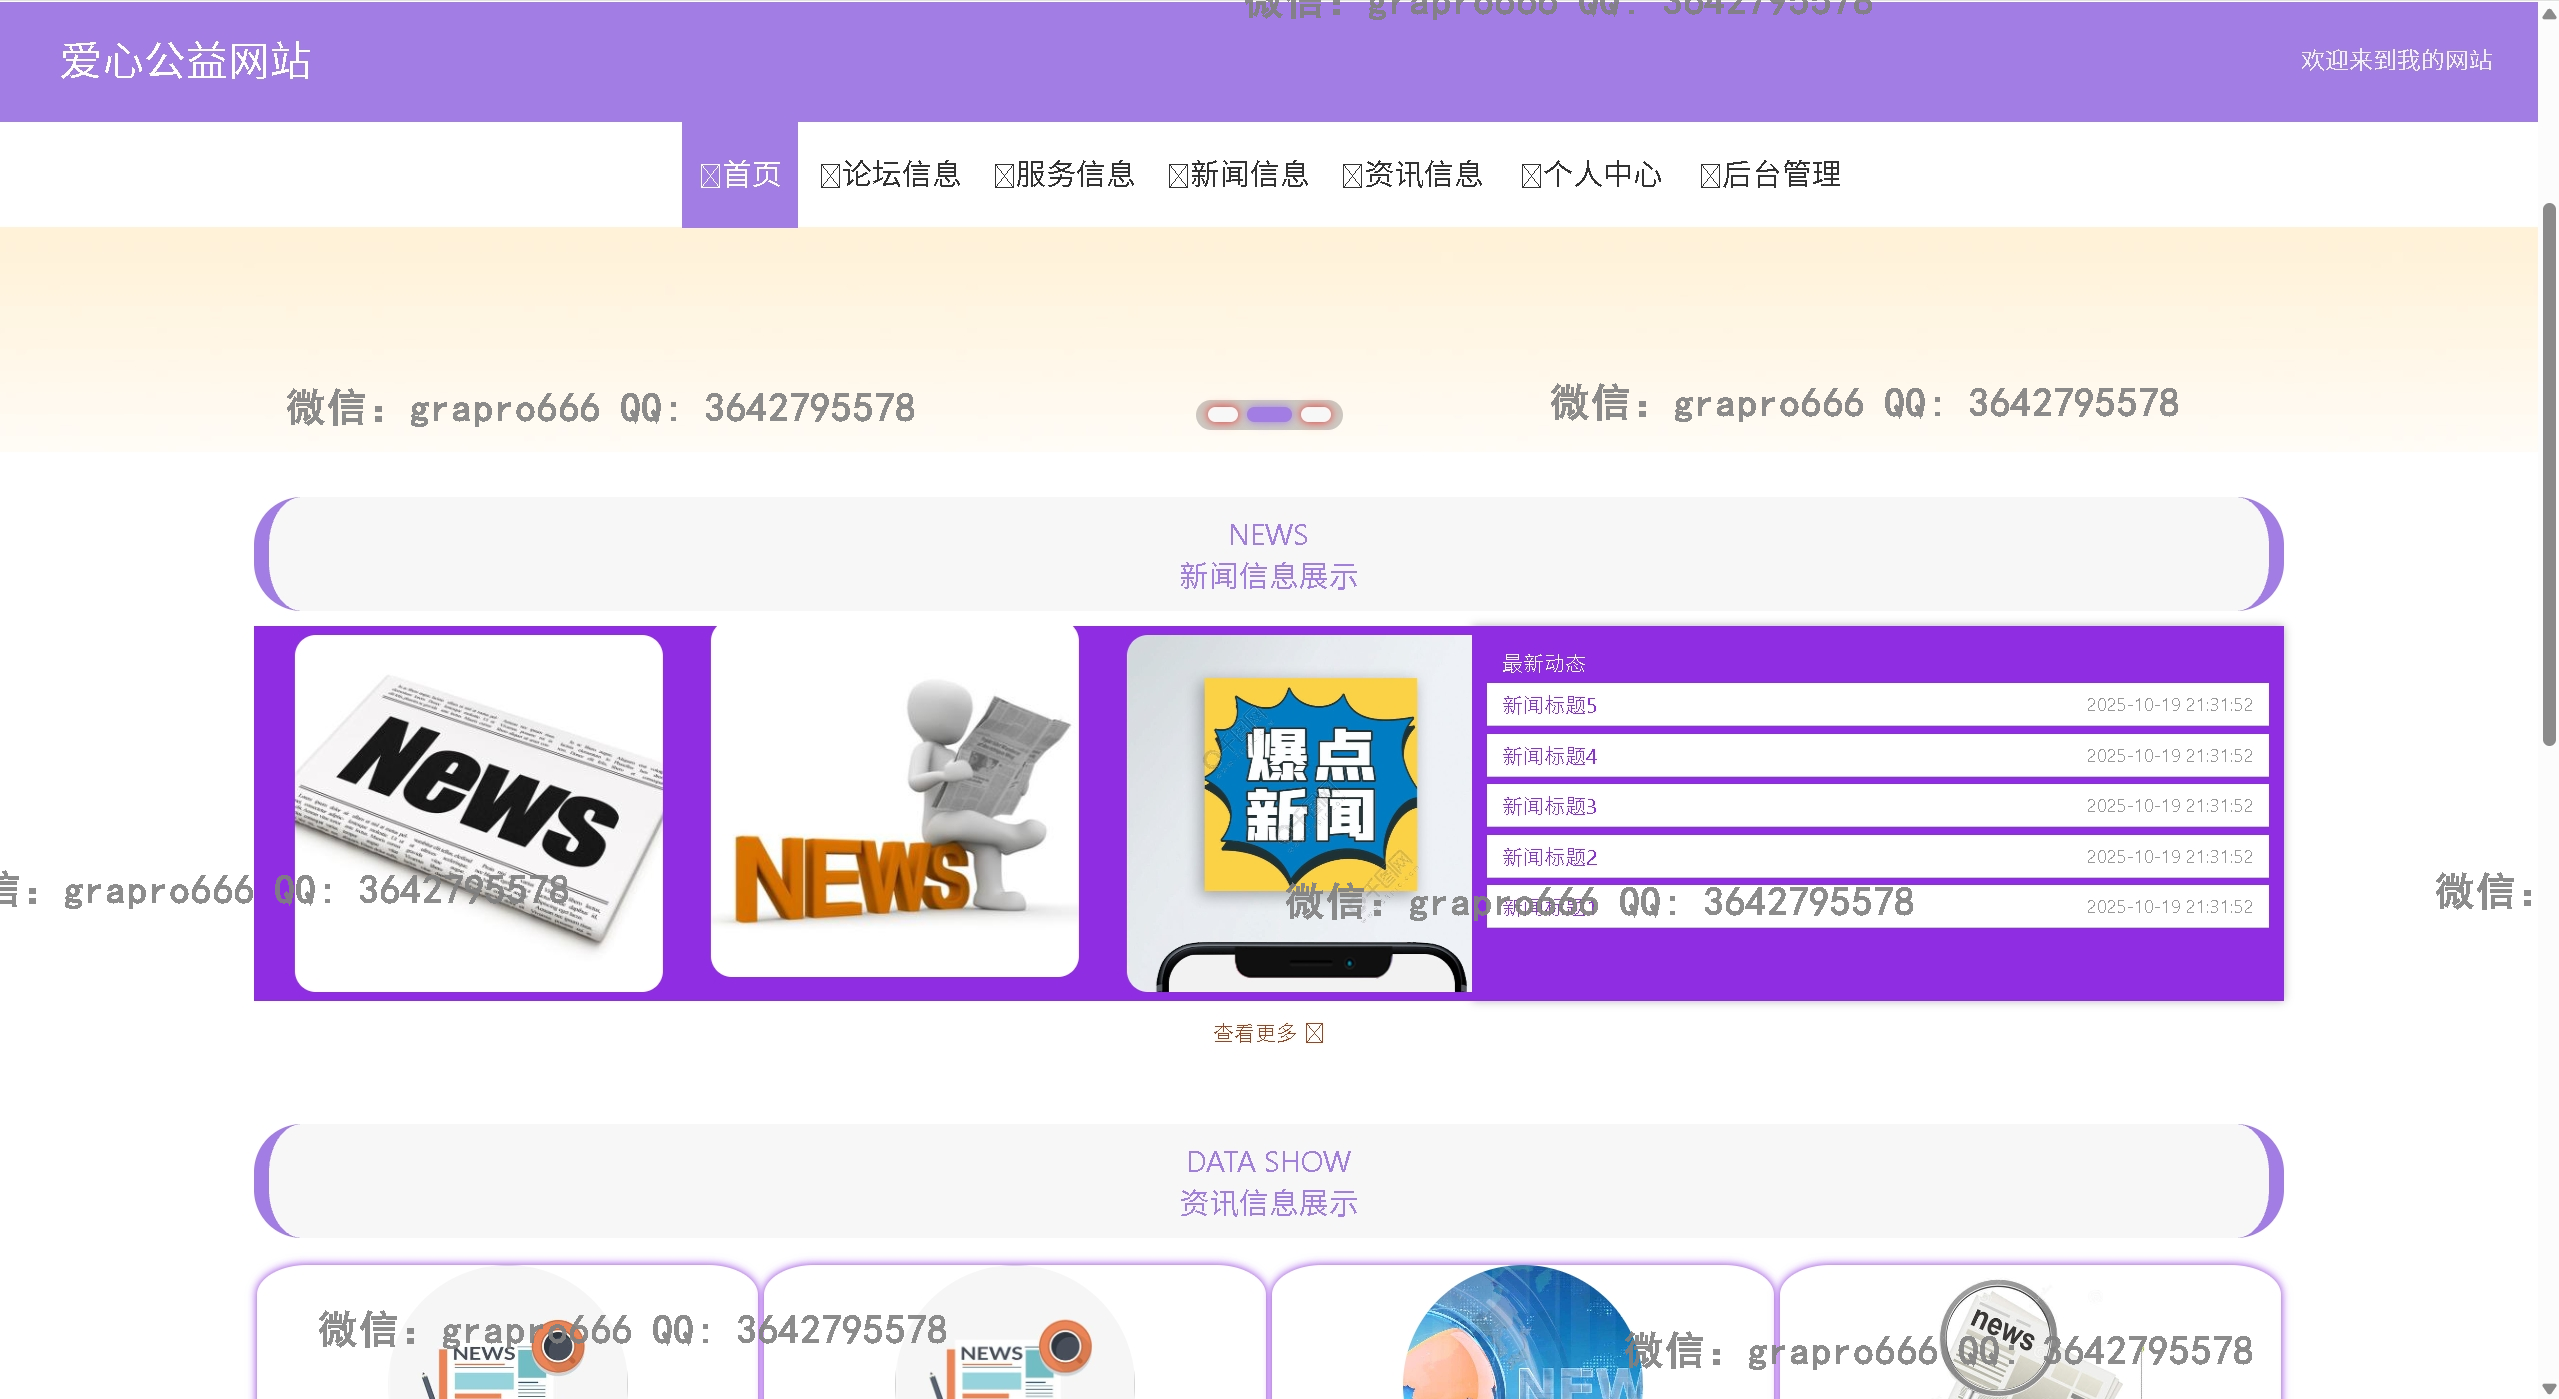 微信：grapro666 QQ: 3642795578
爱心公益网站
欢迎来到我的网站
首页
论坛信息
服务信息
新闻信息
资讯信息
个人中心
后台管理
微信：grapro666 QQ: 3642795578
微信：grapro666 QQ: 3642795578
NEWS
新闻信息展示
News
NEWS
爆点
新闻
最新动态
新闻标题5 2025-10-19 21:31:52
新闻标题4 2025-10-19 21:31:52
新闻标题3 2025-10-19 21:31:52
新闻标题2 2025-10-19 21:31:52
新闻标题1 2025-10-19 21:31:52
信：grapro666 QQ: 3642795578
微信：grapro666 QQ: 3642795578
微信：
查看更多
DATA SHOW
资讯信息展示
微信：grapro666 QQ: 3642795578
微信：grapro666 QQ: 3642795578
NEWS
NEWS
NEW
news